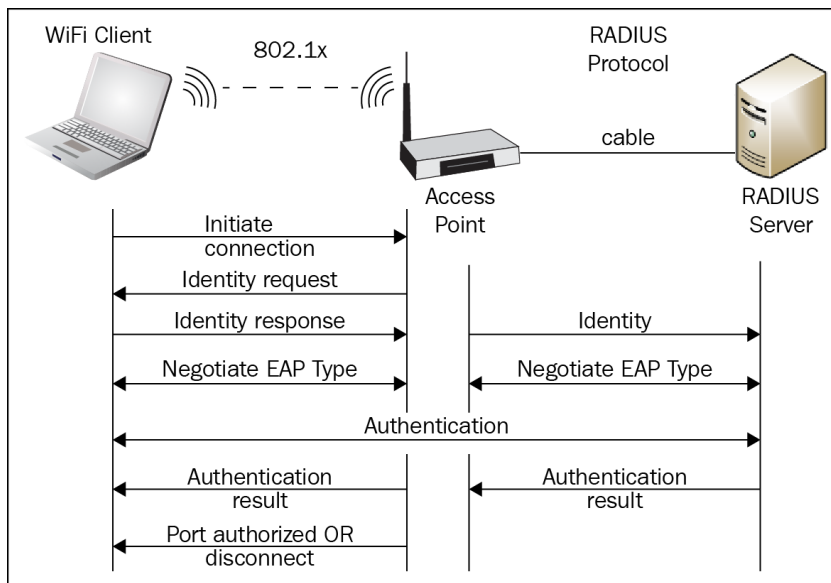 WiFi Client
802.1x
RADIUS
Protocol
cable
Access
Point
RADIUS
Server
Initiate
connection
Identity request
Identity response
Identity
Negotiate EAP Type
Negotiate EAP Type
Authentication
Authentication
result
Authentication
result
Port authorized OR
disconnect